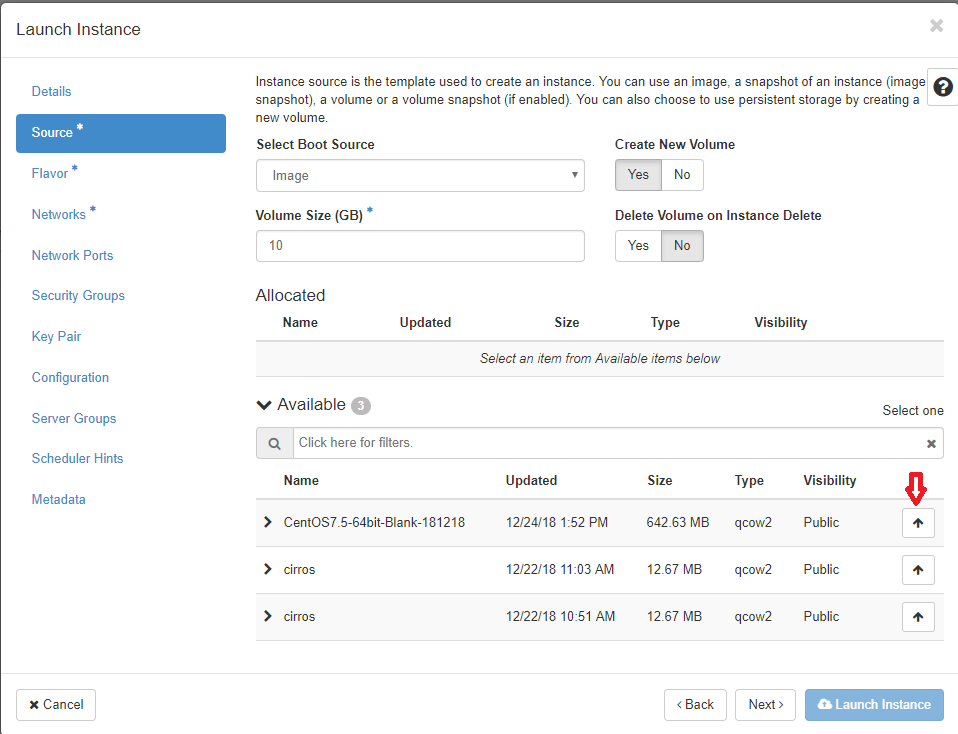 Launch Instance
Details
Source *
Flavor *
Networks *
Network Ports
Security Groups
Key Pair
Configuration
Server Groups
Scheduler Hints
Metadata
Instance source is the template used to create an instance. You can use an image, a snapshot of an instance (image
snapshot), a volume or a volume snapshot (if enabled). You can also choose to use persistent storage by creating a
new volume.
Select Boot Source
Image
Create New Volume
Yes No
Volume Size (GB) *
10
Delete Volume on Instance Delete
Yes No
Allocated
Name Updated Size Type Visibility
Select an item from Available items below
Available 3
Select one
Click here for filters.
Name Updated Size Type Visibility
CentOS7.5-64bit-Blank-181218 12/24/18 1:52 PM 642.63 MB qcow2 Public
cirros 12/22/18 11:03 AM 12.67 MB qcow2 Public
cirros 12/22/18 10:51 AM 12.67 MB qcow2 Public
Cancel
‹ Back
Next ›
Launch Instance